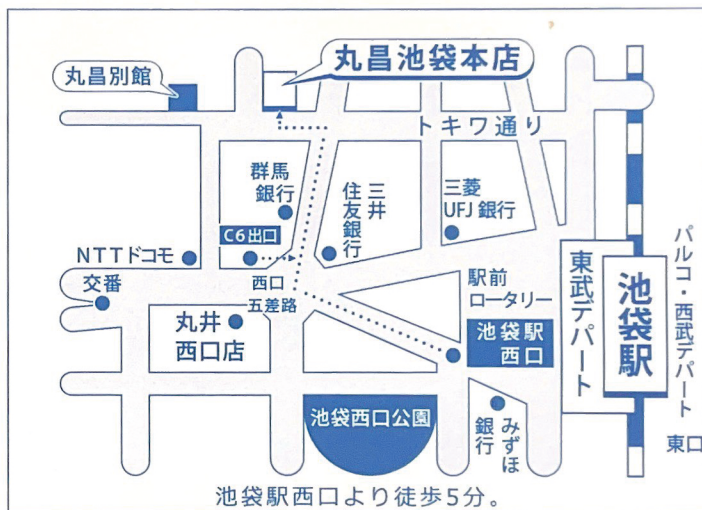 丸昌池袋本店
丸昌別館
トキワ通り
群馬
銀行
三井
住友銀行
三菱
UFJ銀行
C6出口
NTTドコモ
交番
西口
五差路
駅前
ロータリー
丸井
西口店
池袋駅
西口
東武デパート
池袋駅
パルコ・西武デパート
東口
池袋西口公園
みずほ
銀行
池袋駅西口より徒歩5分。